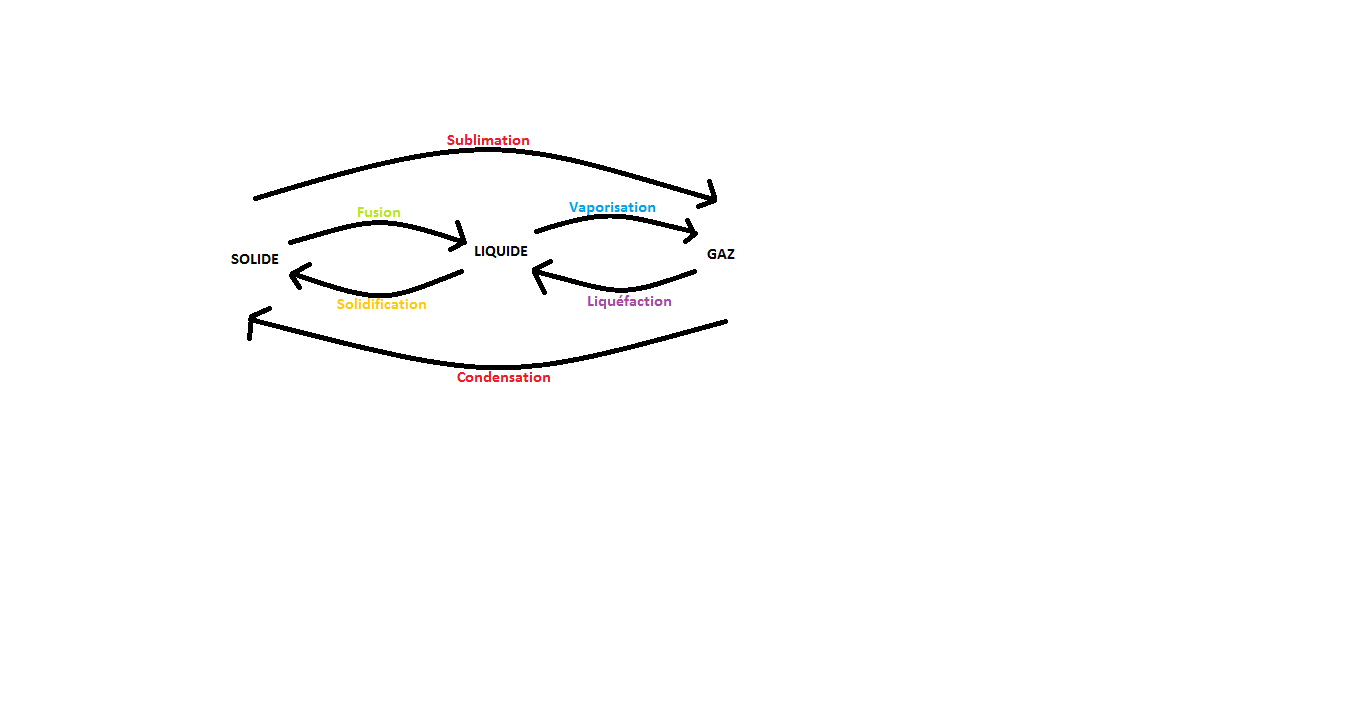 Sublimation
Fusion
Vaporisation
SOLIDE
LIQUIDE
GAZ
Solidification
Liquéfaction
Condensation